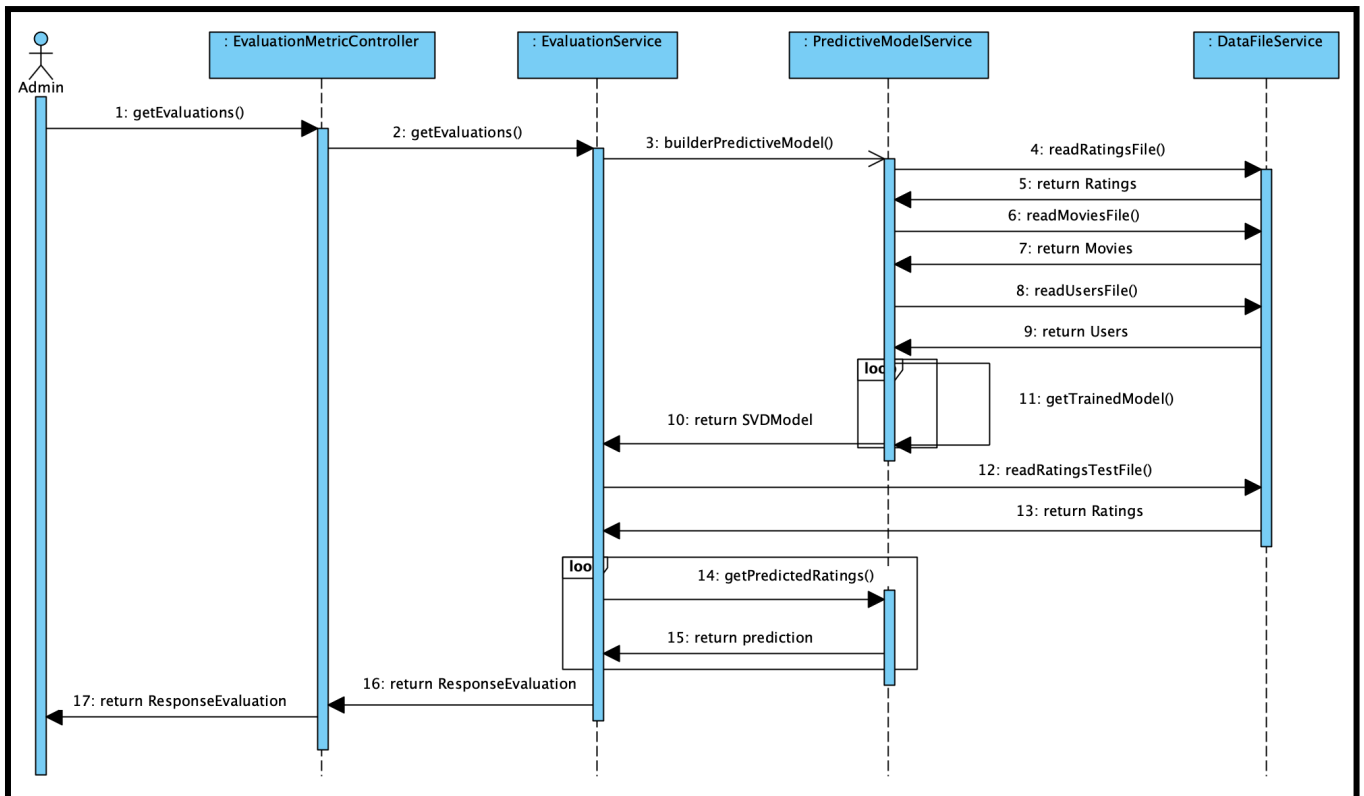 : EvaluationMetricController
: EvaluationService
: PredictiveModelService
: DataFileService
Admin
1: getEvaluations()
2: getEvaluations()
3: builderPredictiveModel()
4: readRatingsFile()
5: return Ratings
6: readMoviesFile()
7: return Movies
8: readUsersFile()
9: return Users
loop
11: getTrainedModel()
10: return SVDModel
12: readRatingsTestFile()
13: return Ratings
loop
14: getPredictedRatings()
15: return prediction
16: return ResponseEvaluation
17: return ResponseEvaluation